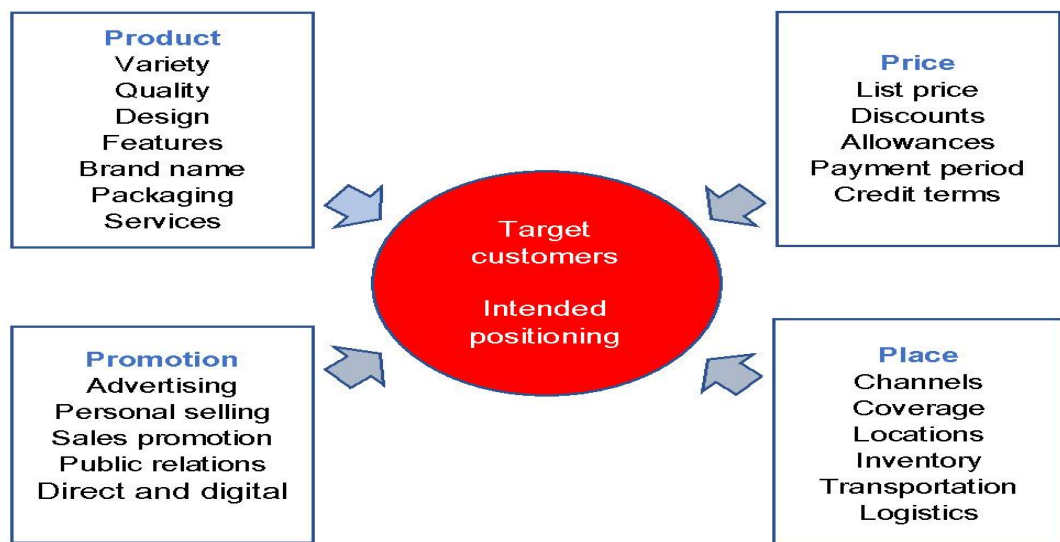 Product
Variety
Quality
Design
Features
Brand name
Packaging
Services
Price
List price
Discounts
Allowances
Payment period
Credit terms
Target
customers
Intended
positioning
Promotion
Advertising
Personal selling
Sales promotion
Public relations
Direct and digital
Place
Channels
Coverage
Locations
Inventory
Transportation
Logistics